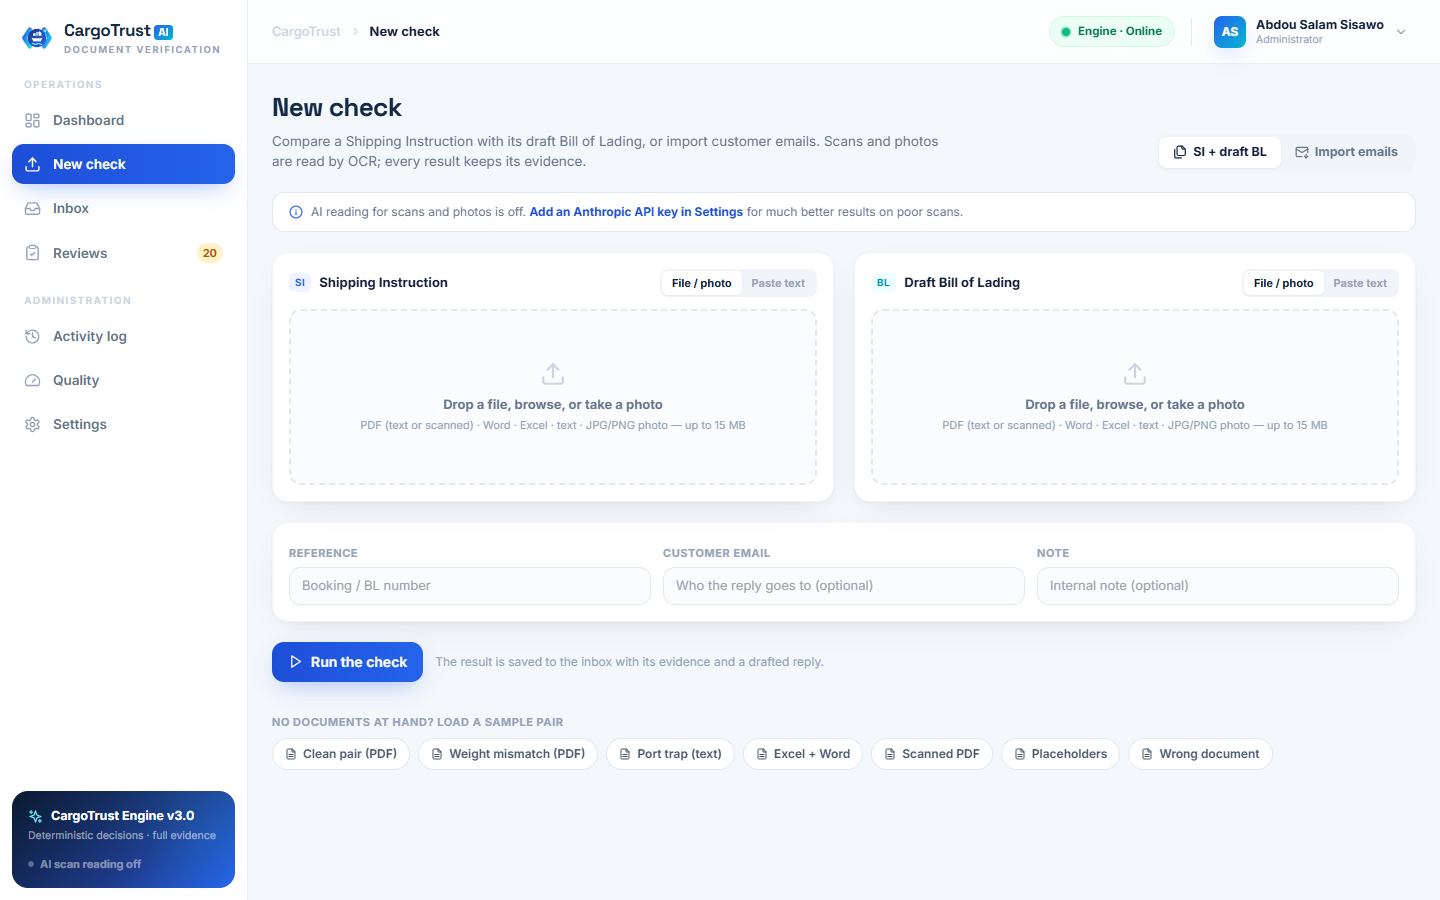 CargoTrust AI
DOCUMENT VERIFICATION
OPERATIONS
Dashboard
New check
Inbox
Reviews 20
ADMINISTRATION
Activity log
Quality
Settings
CargoTrust Engine v3.0
Deterministic decisions · full evidence
AI scan reading off
CargoTrust > New check
Engine · Online
AS
Abdou Salam Sisawo
Administrator
New check
Compare a Shipping Instruction with its draft Bill of Lading, or import customer emails. Scans and photos
are read by OCR; every result keeps its evidence.
SI + draft BL
Import emails
AI reading for scans and photos is off. Add an Anthropic API key in Settings for much better results on poor scans.
SI Shipping Instruction
File / photo
Paste text
Drop a file, browse, or take a photo
PDF (text or scanned) · Word · Excel · text · JPG/PNG photo — up to 15 MB
BL Draft Bill of Lading
File / photo
Paste text
Drop a file, browse, or take a photo
PDF (text or scanned) · Word · Excel · text · JPG/PNG photo — up to 15 MB
REFERENCE
Booking / BL number
CUSTOMER EMAIL
Who the reply goes to (optional)
NOTE
Internal note (optional)
Run the check
The result is saved to the inbox with its evidence and a drafted reply.
NO DOCUMENTS AT HAND? LOAD A SAMPLE PAIR
Clean pair (PDF)
Weight mismatch (PDF)
Port trap (text)
Excel + Word
Scanned PDF
Placeholders
Wrong document